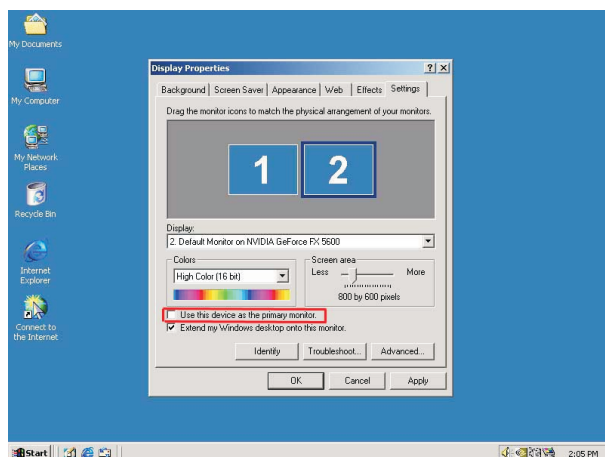 My Documents
My Computer
My Network
Places
Recycle Bin
Internet
Explorer
Connect to
the Internet
Display Properties
Background
Screen Saver
Appearance
Web
Effects
Settings
Drag the monitor icons to match the physical arrangement of your monitors.
1
2
Display:
2. Default Monitor on NVIDIA GeForce FX 5600
Colors
High Color (16 bit)
Screen area
Less
More
800 by 600 pixels
Use this device as the primary monitor.
Extend my Windows desktop onto this monitor.
Identify
Troubleshoot...
Advanced...
OK
Cancel
Apply
Start
2:05 PM